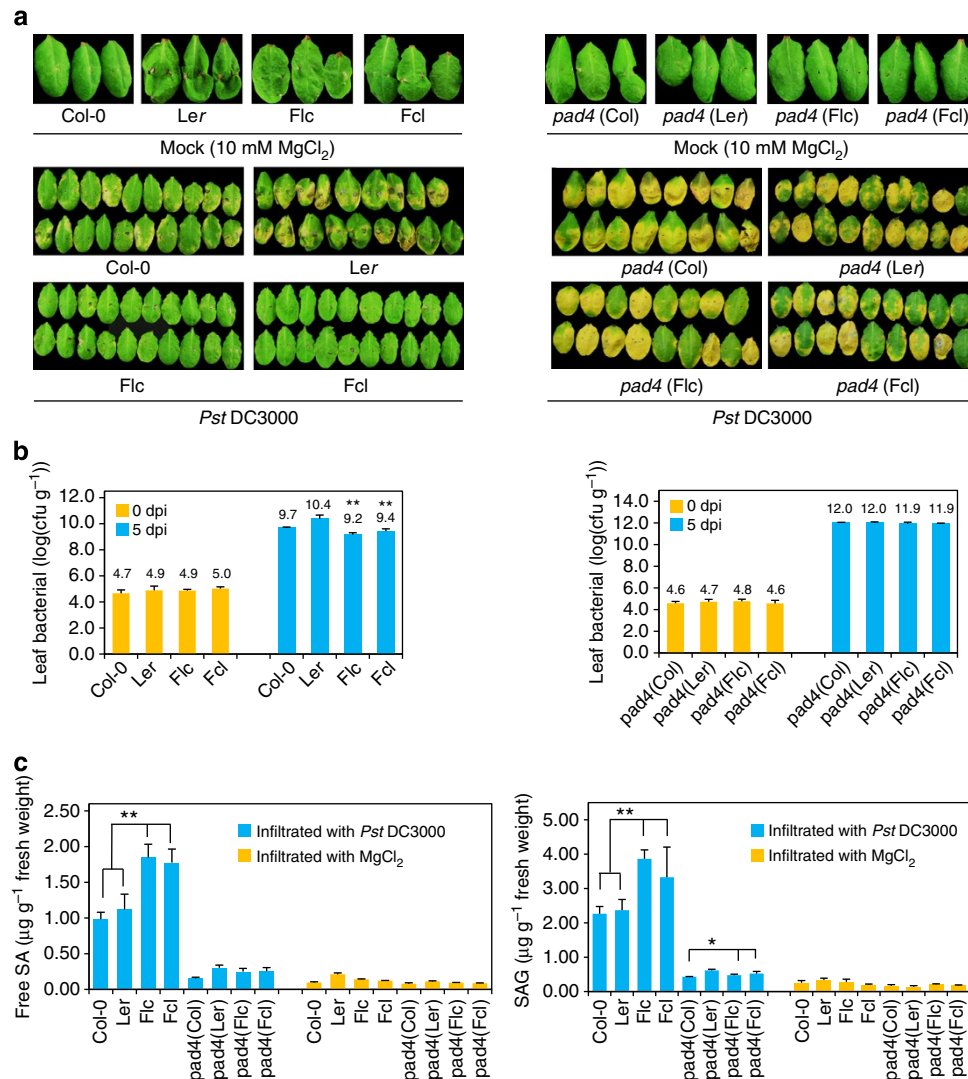 a
Col-0 Ler Flc Fcl
Mock (10 mM MgCl2)
Col-0 Ler
Flc Fcl
Pst DC3000
pad4 (Col) pad4 (Ler) pad4 (Flc) pad4 (Fcl)
Mock (10 mM MgCl2)
pad4 (Col) pad4 (Ler)
pad4 (Flc) pad4 (Fcl)
Pst DC3000
b
Leaf bacterial (log(cfu g−1))
12.0
10.0
8.0
6.0
4.0
2.0
0.0
0 dpi
5 dpi
4.7 4.9 4.9 5.0
9.7 10.4 ** 9.2 ** 9.4
Col-0 Ler Flc Fcl Col-0 Ler Flc Fcl
Leaf bacterial (log(cfu g−1))
14.0
12.0
10.0
8.0
6.0
4.0
2.0
0.0
0 dpi
5 dpi
4.6 4.7 4.8 4.6
12.0 12.0 11.9 11.9
pad4(Col) pad4(Ler) pad4(Flc) pad4(Fcl) pad4(Col) pad4(Ler) pad4(Flc) pad4(Fcl)
c
Free SA (µg g−1 fresh weight)
2.50
2.00
1.50
1.00
0.50
0.00
**
Infiltrated with Pst DC3000
Infiltrated with MgCl2
Col-0 Ler Flc Fcl pad4(Col) pad4(Ler) pad4(Flc) pad4(Fcl) Col-0 Ler Flc Fcl pad4(Col) pad4(Ler) pad4(Flc) pad4(Fcl)
SAG (µg g−1 fresh weight)
5.00
4.00
3.00
2.00
1.00
0.00
**
*
Infiltrated with Pst DC3000
Infiltrated with MgCl2
Col-0 Ler Flc Fcl pad4(Col) pad4(Ler) pad4(Flc) pad4(Fcl) Col-0 Ler Flc Fcl pad4(Col) pad4(Ler) pad4(Flc) pad4(Fcl)